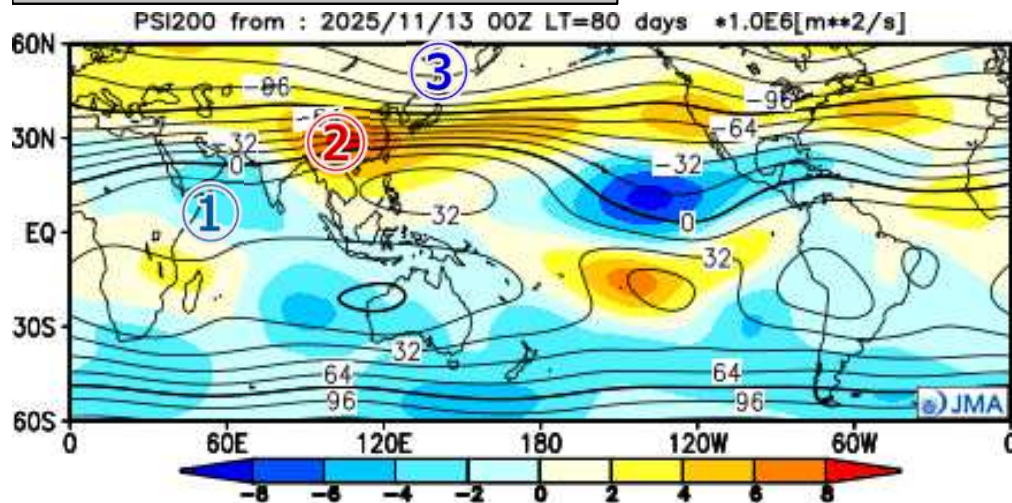 PSI200 from : 2025/11/13 00Z LT=80 days *1.0E6[m**2/s]
60N
30N
EQ
30S
60S
-96
-96
-64
-32
-32
0
0
32
32
32
64
64
96
96
①
②
③
JMA
0 60E 120E 180 120W 60W 0
-8 -6 -4 -2 0 2 4 6 8